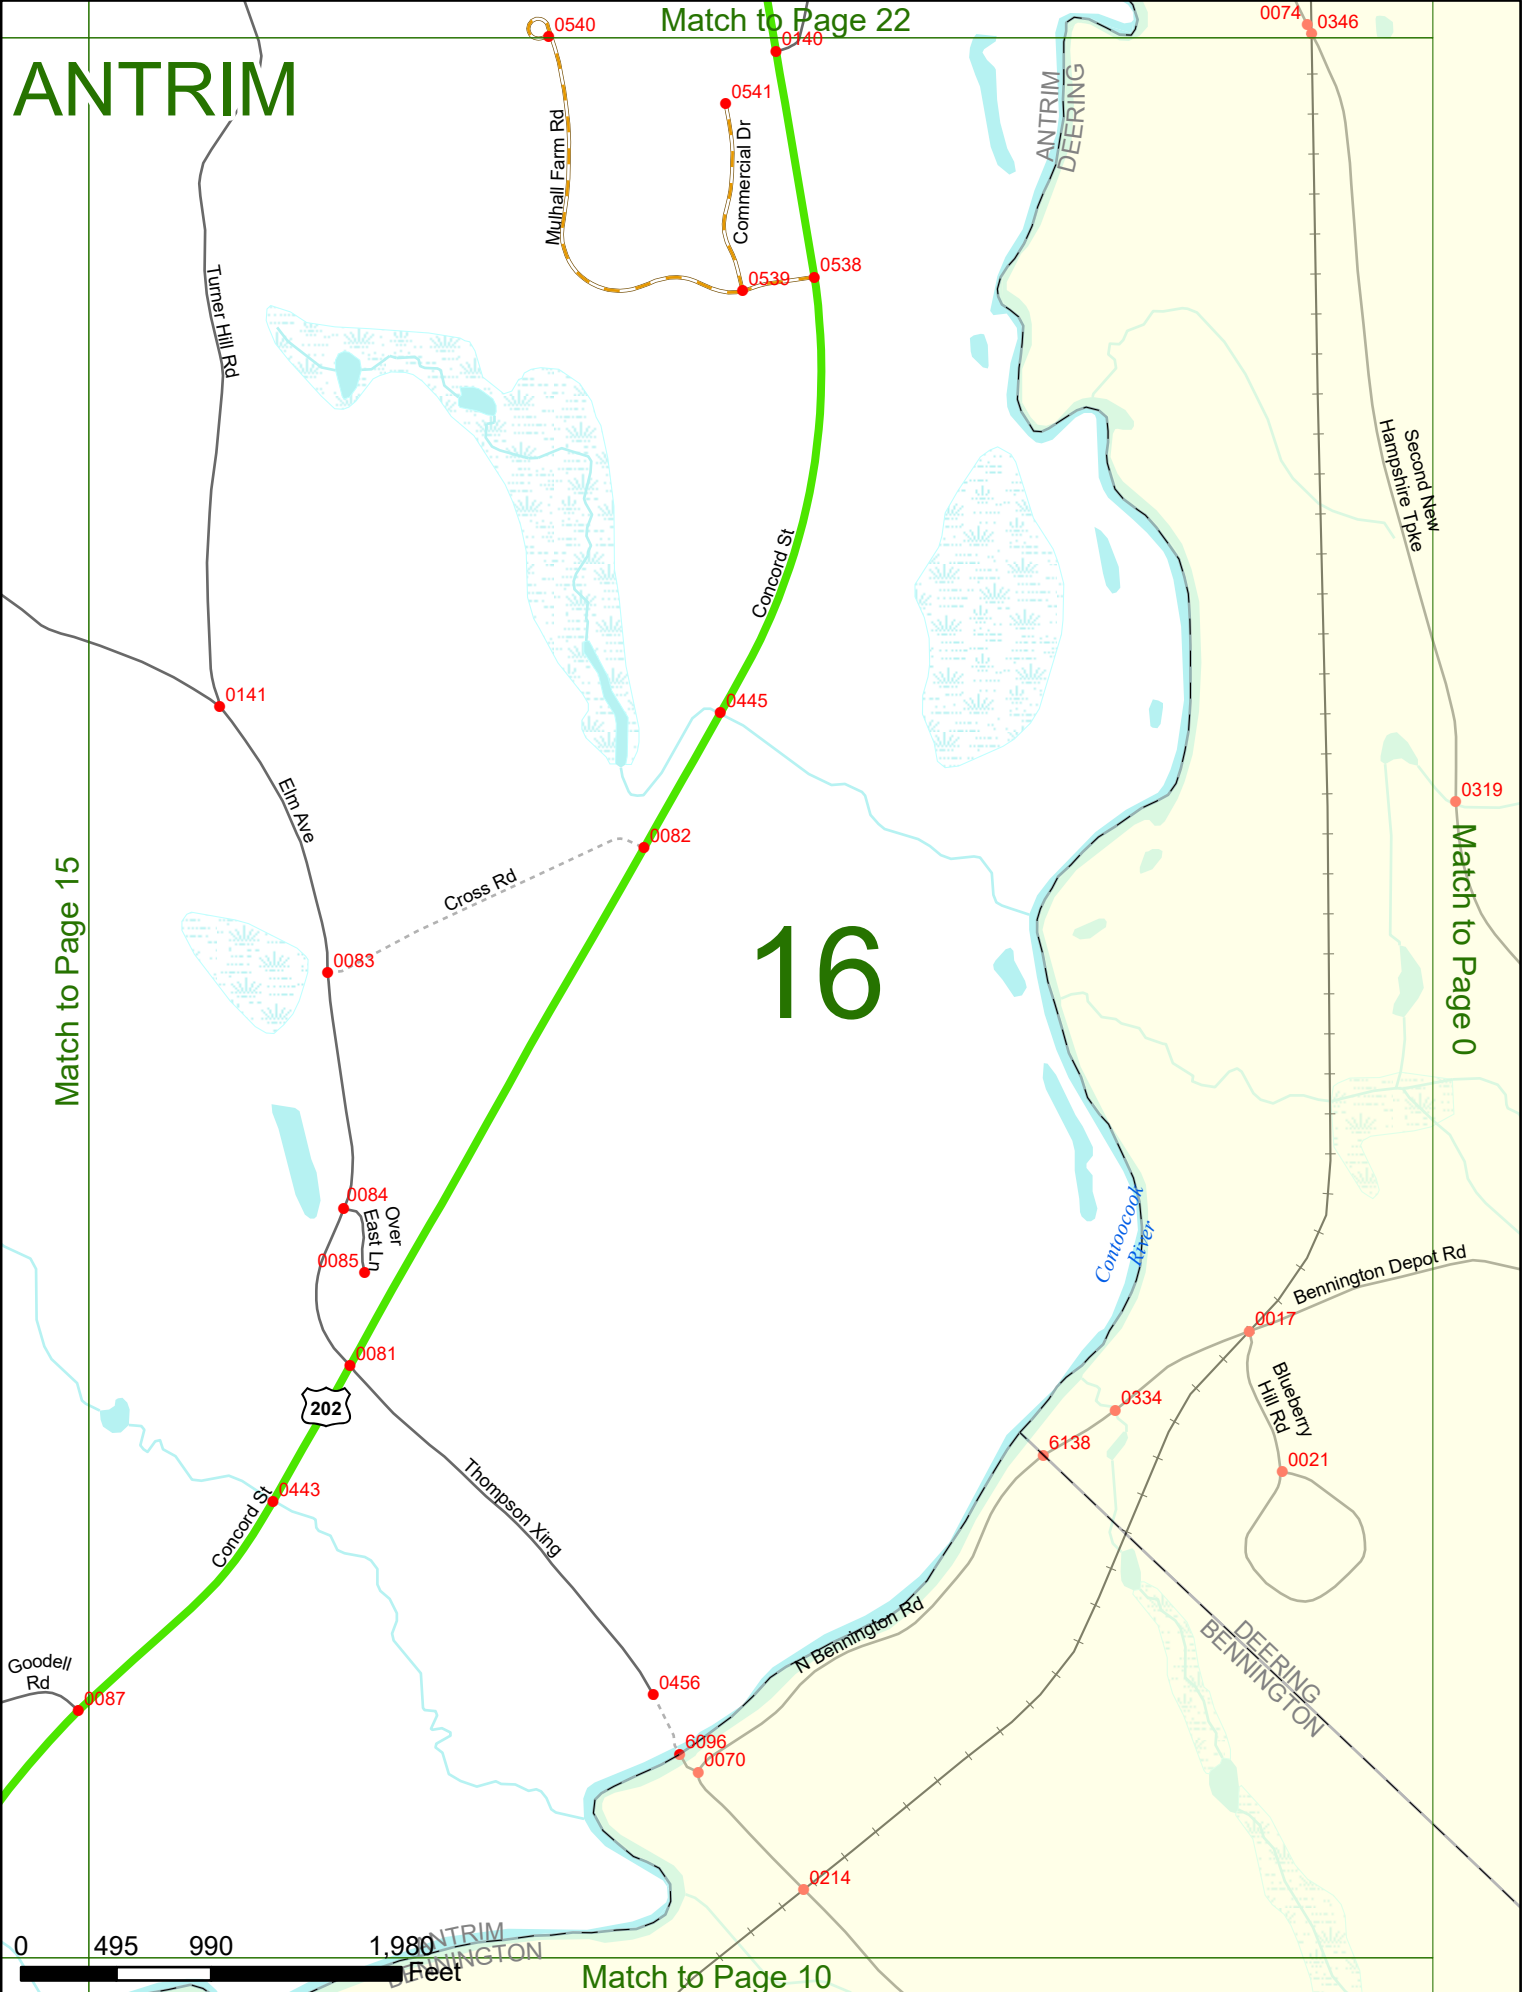 Match to Page 22
ANTRIM
0540
0140
0074
0346
0541
Mulhall Farm Rd
Commercial Dr
ANTRIM
DEERING
0539
0538
Turner Hill Rd
Second New
Hampshire Tpke
Concord St
0141
0445
Elm Ave
0082
0319
Cross Rd
Match to Page 15
Match to Page 0
16
0083
0084
Over
East Ln
0085
Contoocook
River
Bennington Depot Rd
0017
0081
202
Blueberry
Hill Rd
0334
6138
0021
Thompson Xing
0443
Concord St
N Bennington Rd
DEERING
BENNINGTON
Goodell
Rd
0087
0456
6096
0070
0214
ANTRIM
BENNINGTON
0 495 990 1,980
Feet
Match to Page 10